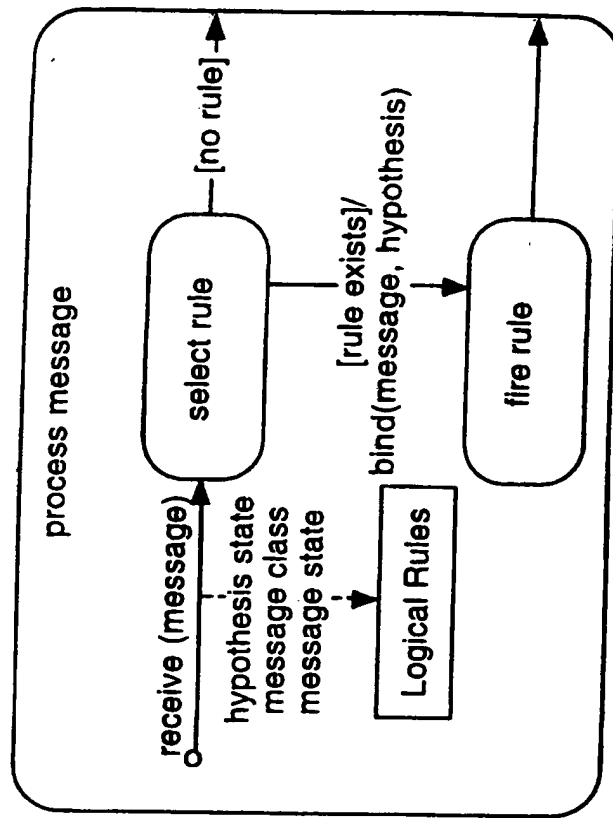 process message
receive (message)
select rule
[no rule]
hypothesis state
message class
message state
[rule exists]/
bind(message, hypothesis)
Logical Rules
fire rule